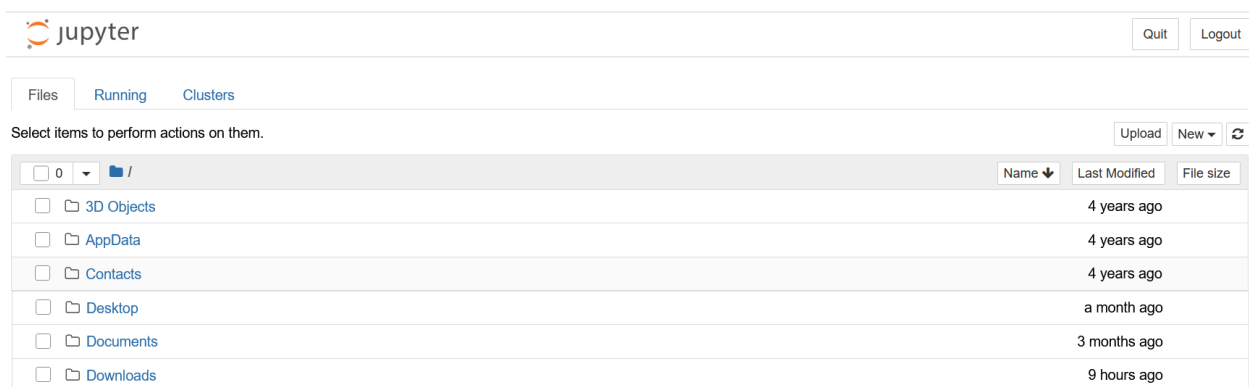 jupyter
Quit Logout
Files Running Clusters
Select items to perform actions on them.
Upload New
0 / Name Last Modified File size
3D Objects 4 years ago
AppData 4 years ago
Contacts 4 years ago
Desktop a month ago
Documents 3 months ago
Downloads 9 hours ago